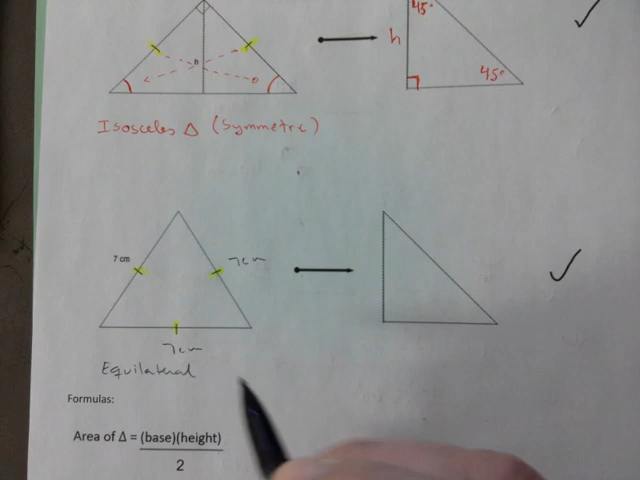 45°
h
h
45°
Isosceles Δ (Symmetric)
7 cm
7cm
7cm
Equilateral
Formulas:
Area of Δ = (base)(height)
2